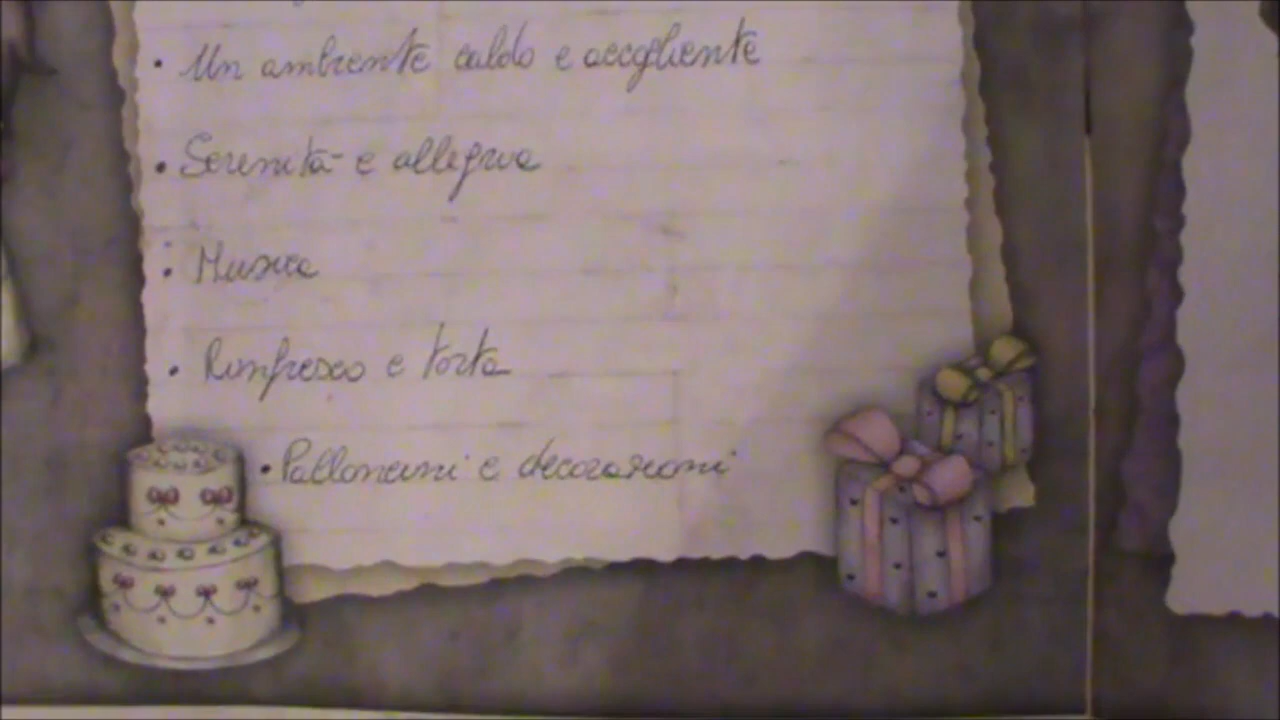 • Un ambiente caldo e accogliente
• Serenità e allegria
• Musica
• Rinfresco e torta
• Palloncini e decorazioni